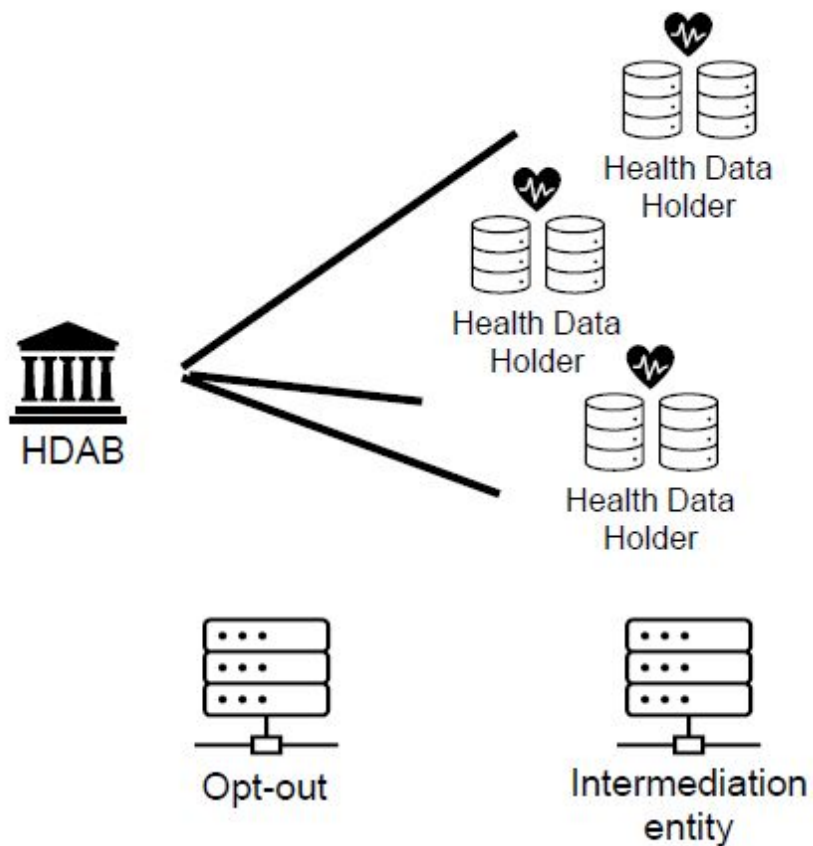 Health Data
Holder
Health Data
Holder
HDAB
Health Data
Holder
Opt-out
Intermediation
entity